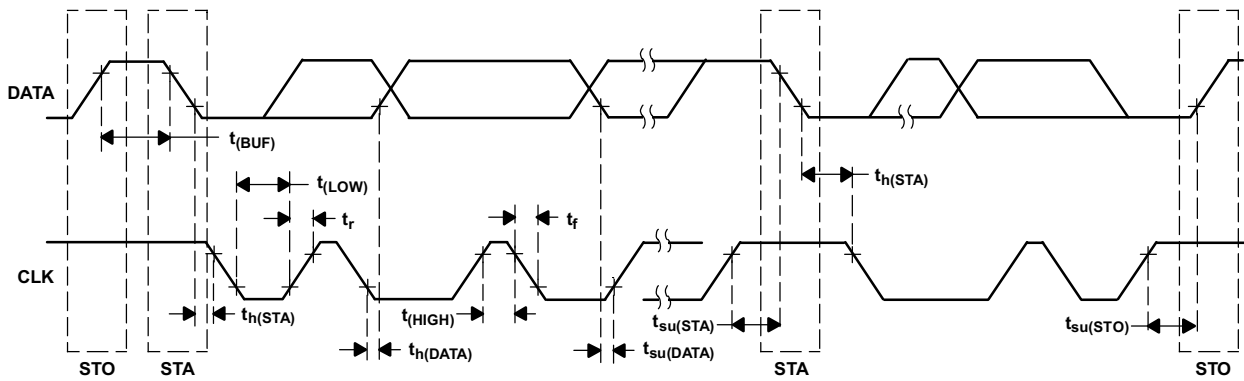 DATA
t(BUF)
t(LOW)
th(STA)
tr
tf
CLK
th(STA)
t(HIGH)
tsu(STA)
tsu(STO)
th(DATA)
tsu(DATA)
STO
STA
STA
STO